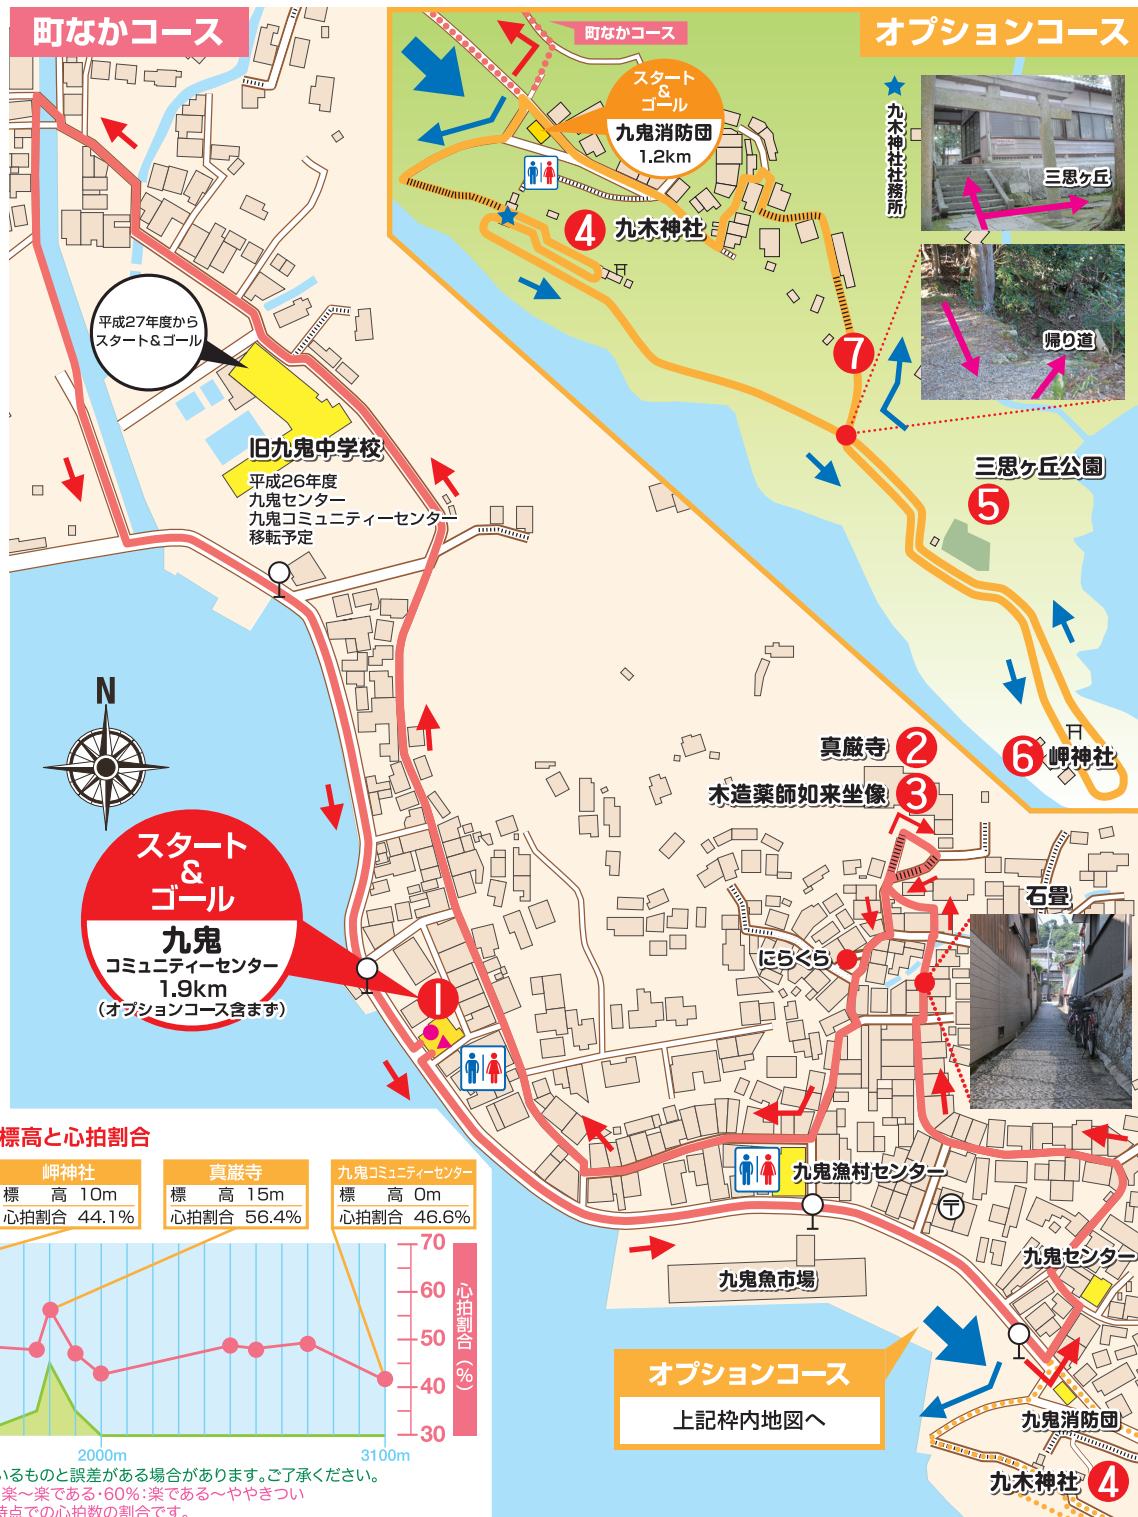 町なかコース
町なかコース
オプションコース
スタート
&
ゴール
九鬼消防団
1.2km
九木神社社務所
三思ヶ丘
4 九木神社
帰り道
7
平成27年度から
スタート&ゴール
旧九鬼中学校
平成26年度
九鬼センター
九鬼コミュニティーセンター
移転予定
三思ヶ丘公園
5
N
6 岬神社
真厳寺 2
木造薬師如来坐像 3
スタート
&
ゴール
九鬼
コミュニティーセンター
1.9km
(オプションコース含まず)
1
石畳
にらくら
九鬼漁村センター
〒
九鬼センター
九鬼魚市場
オプションコース
上記枠内地図へ
九鬼消防団
九木神社 4
標高と心拍割合
岬神社
標 高 10m
心拍割合 44.1%
真厳寺
標 高 15m
心拍割合 56.4%
九鬼コミュニティーセンター
標 高 0m
心拍割合 46.6%
70
60
50
40
30
心拍割合(%)
2000m
3100m
いるものと誤差がある場合があります。ご了承ください。
楽〜楽である・60%:楽である〜ややきつい
時点での心拍数の割合です。